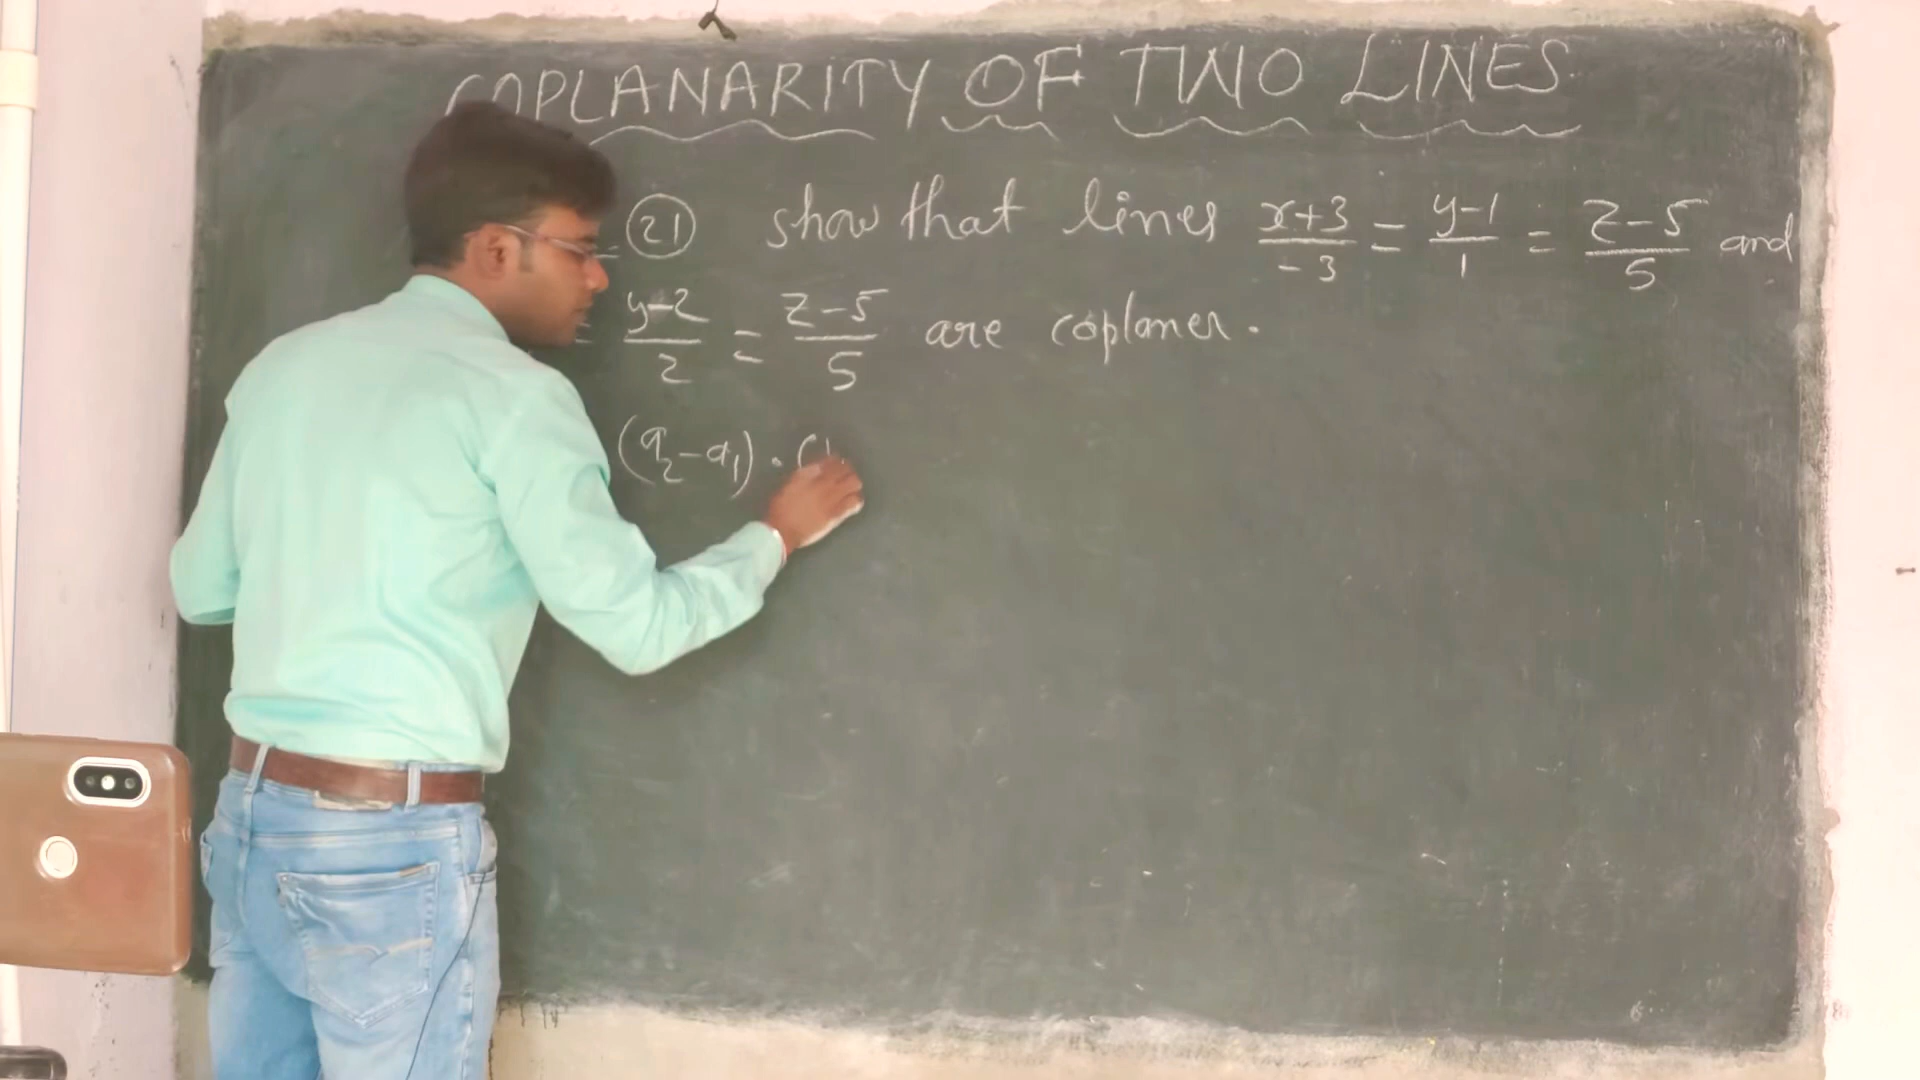 COPLANARITY OF TWO LINES
(21) show that lines x+3/-3 = y-1/1 = z-5/5 and
= y-2/2 = z-5/5 are coplaner.
(a2-a1) . (